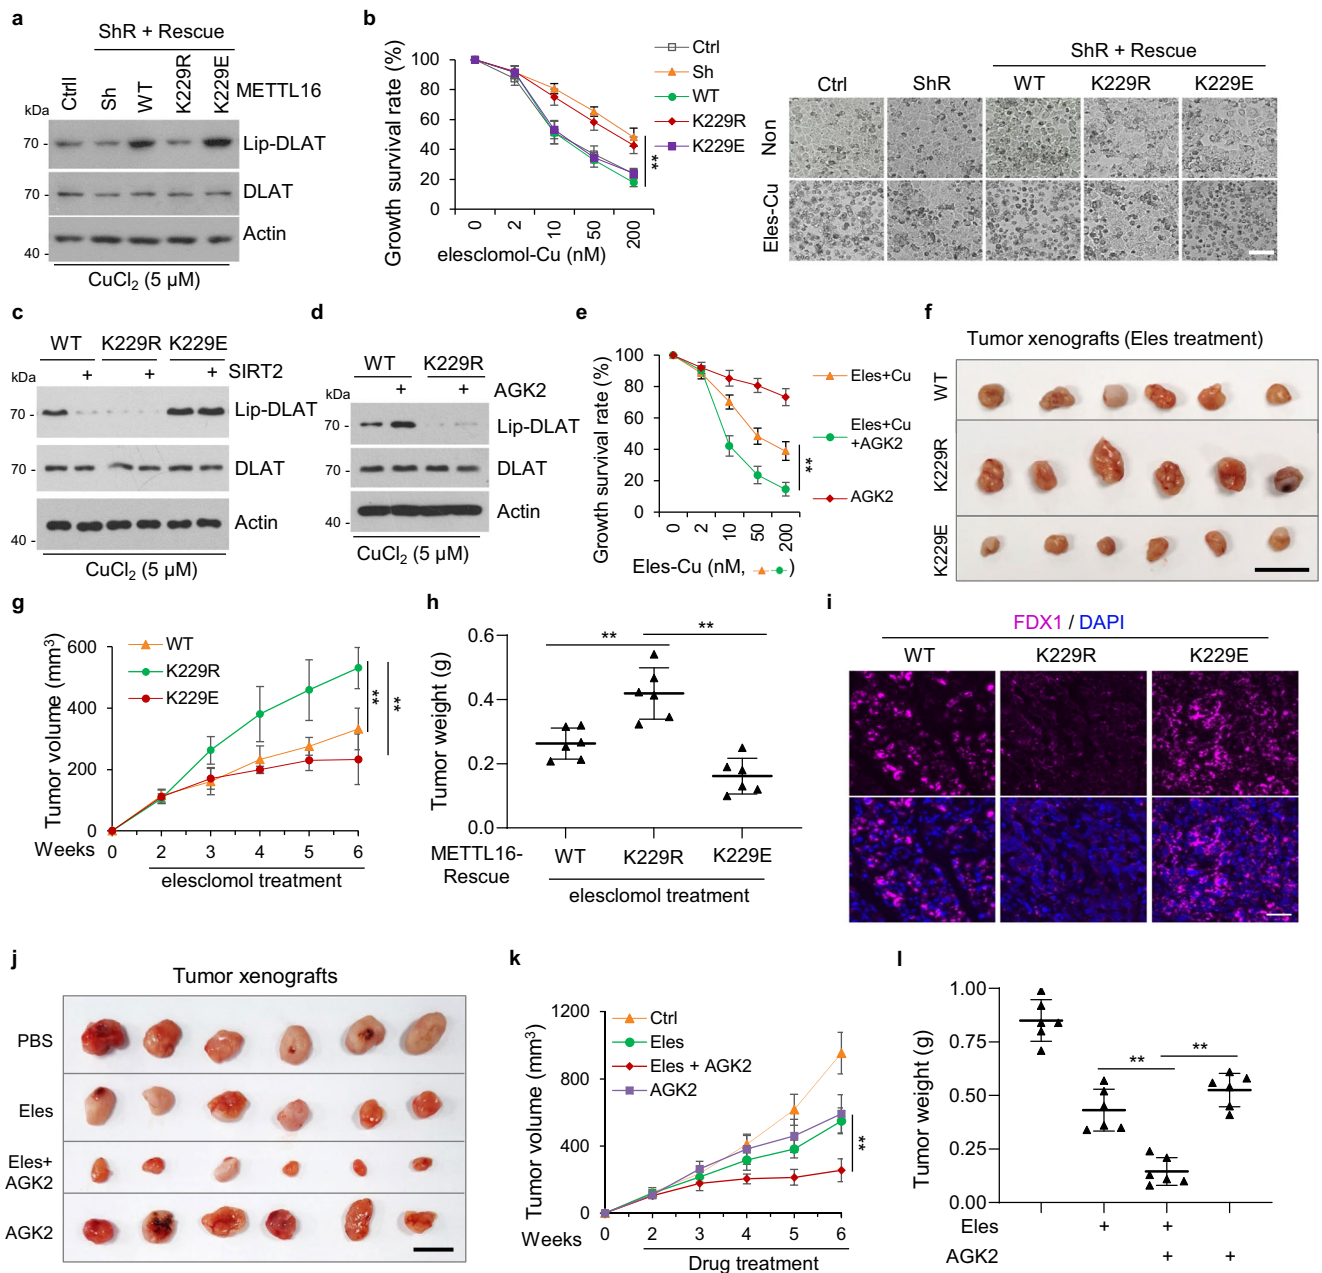 a
ShR + Rescue
Ctrll
Sh
WT
K229R
K229E
METTL16
kDa
70 -
Lip-DLAT
70 -
DLAT
Actin
40 -
CuCl2 (5 µM)
b
Growth survival rate (%)
100
80
60
40
20
0
0
2
10
50
200
elesclomol-Cu (nM)
Ctrl
Sh
WT
K229R
K229E
**
ShR + Rescue
Ctrl
ShR
WT
K229R
K229E
Non
Eles-Cu
c
WT
K229R
K229E
+
+
+
SIRT2
kDa
70 -
Lip-DLAT
70 -
DLAT
Actin
40 -
CuCl2 (5 µM)
d
WT
K229R
+
+
AGK2
kDa
70 -
Lip-DLAT
70 -
DLAT
Actin
40 -
CuCl2 (5 µM)
e
Growth survival rate (%)
100
80
60
40
20
0
0
2
10
50
200
Eles-Cu (nM, )
Eles+Cu
Eles+Cu
+AGK2
AGK2
**
f
Tumor xenografts (Eles treatment)
WT
K229R
K229E
g
Tumor volume (mm3)
600
400
200
0
WT
K229R
K229E
**
**
Weeks
0
2
3
4
5
6
elesclomol treatment
h
Tumor weight (g)
0.6
0.4
0.2
0.0
**
**
METTL16-
Rescue
WT
K229R
K229E
elesclomol treatment
i
FDX1 / DAPI
WT
K229R
K229E
j
Tumor xenografts
PBS
Eles
Eles+
AGK2
AGK2
k
Tumor volume (mm3)
1200
800
400
0
Ctrl
Eles
Eles + AGK2
AGK2
**
Weeks
0
2
3
4
5
6
Drug treatment
l
Tumor weight (g)
1.00
0.75
0.50
0.25
0.00
**
**
Eles
+
+
AGK2
+
+